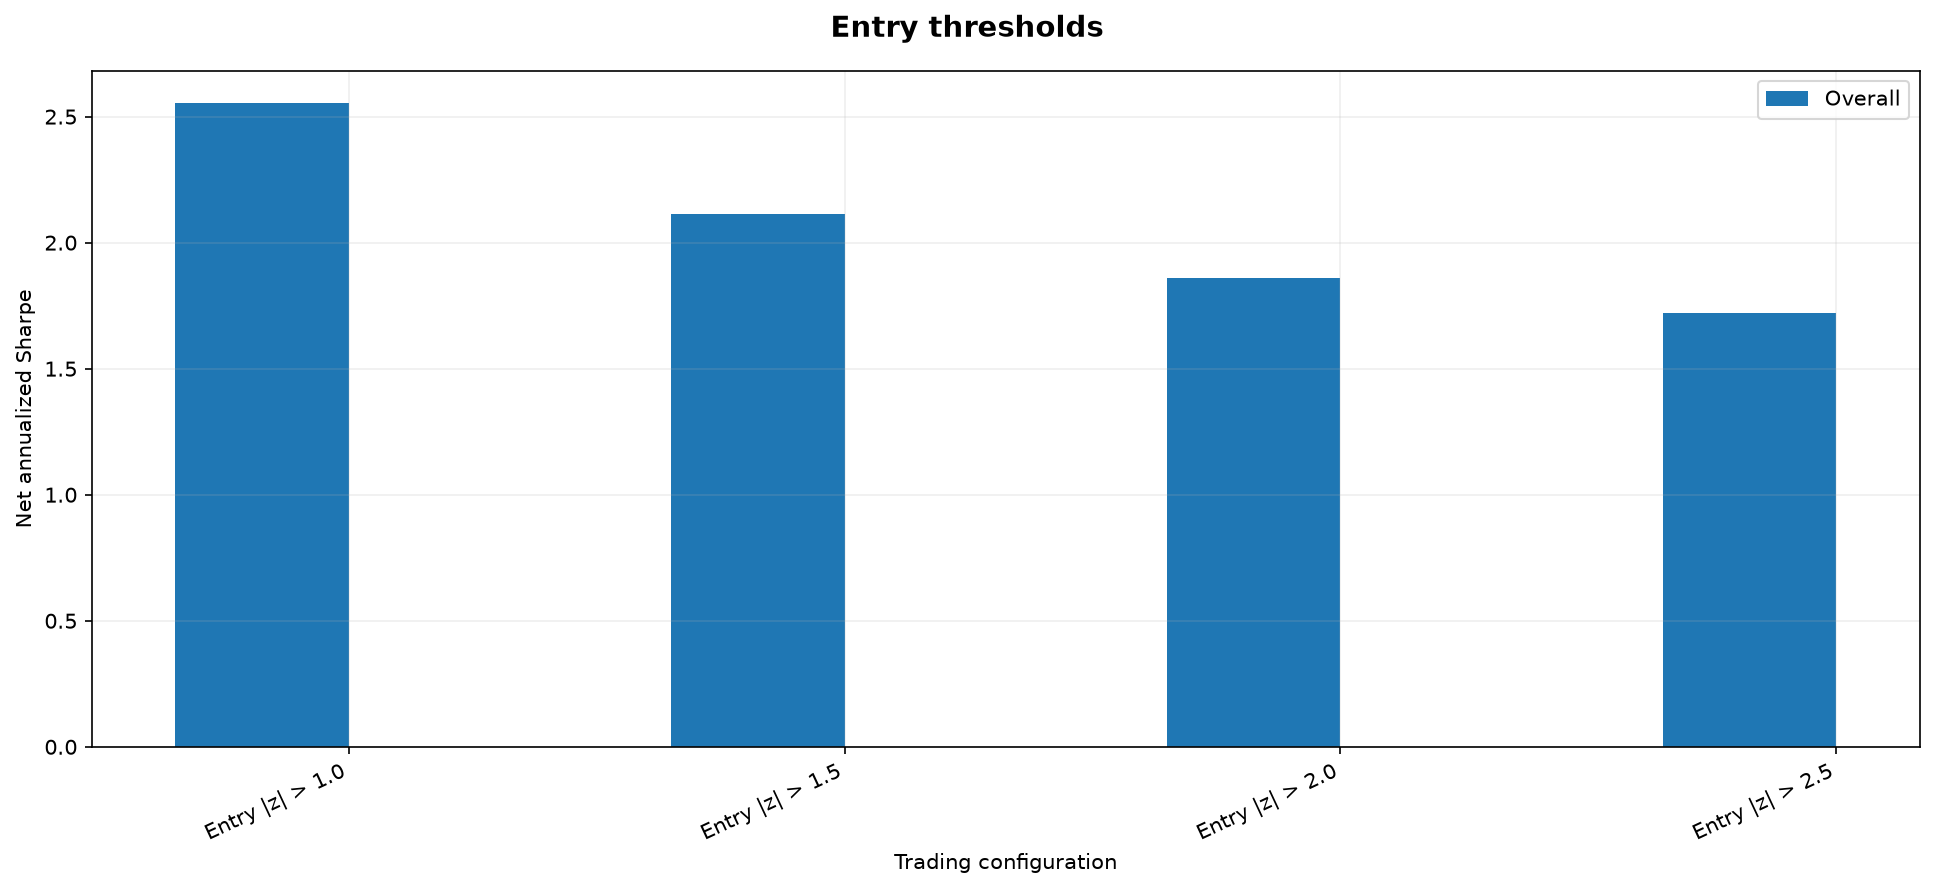 Entry thresholds
Overall
Net annualized Sharpe
2.5
2.0
1.5
1.0
0.5
0.0
Entry |z| > 1.0
Entry |z| > 1.5
Entry |z| > 2.0
Entry |z| > 2.5
Trading configuration